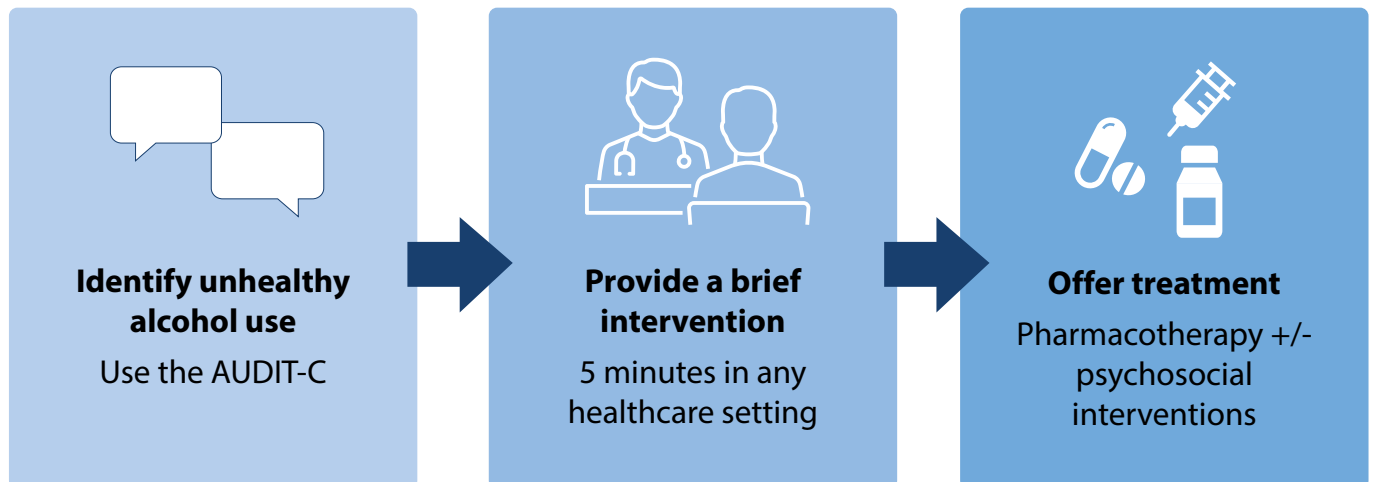 Identify unhealthy
alcohol use
Use the AUDIT-C
Provide a brief
intervention
5 minutes in any
healthcare setting
Offer treatment
Pharmacotherapy +/-
psychosocial
interventions